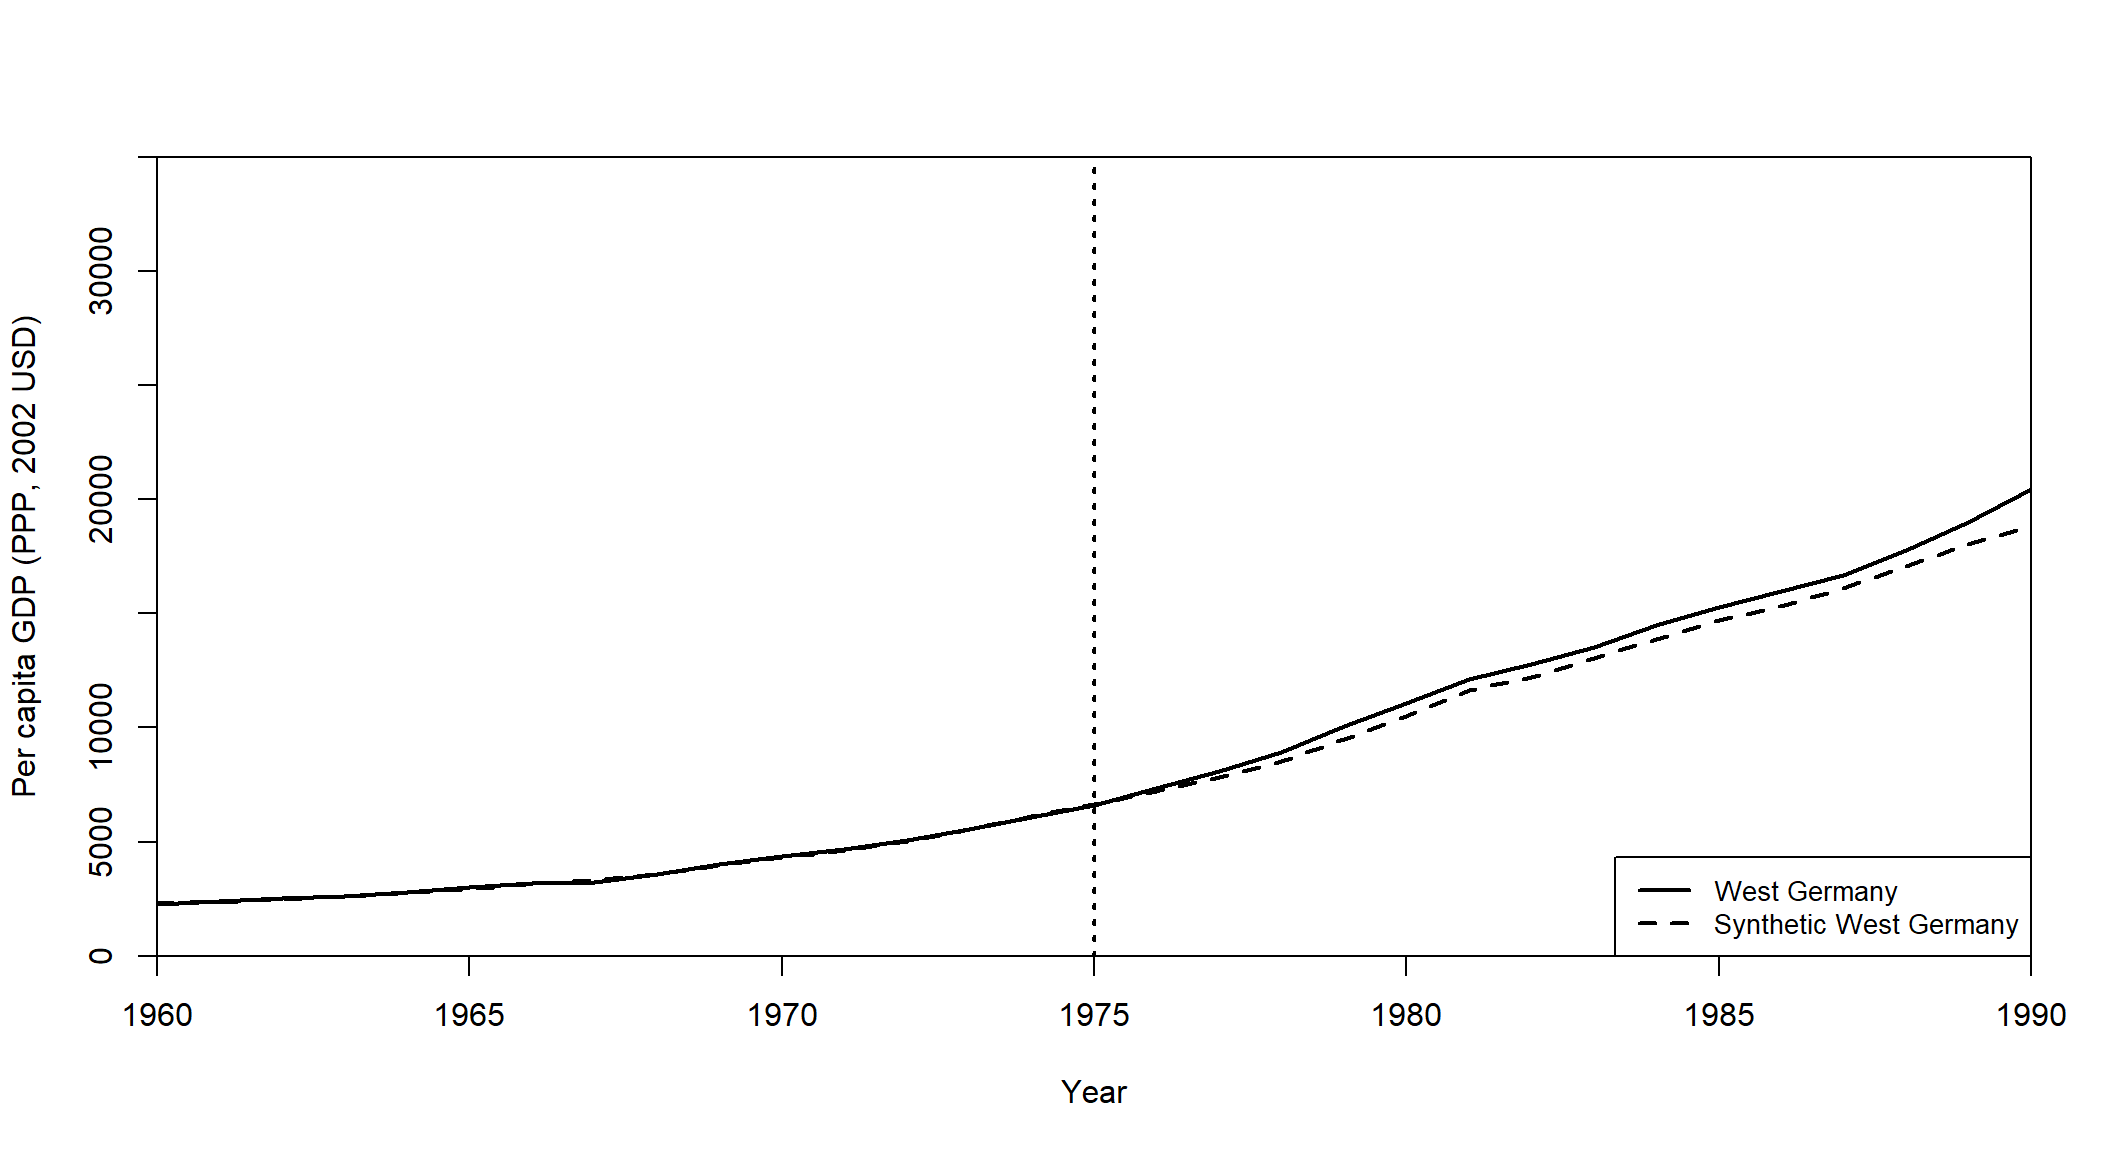 Per capita GDP (PPP, 2002 USD)
30000
20000
10000
5000
0
1960 1965 1970 1975 1980 1985 1990
Year
West Germany
Synthetic West Germany